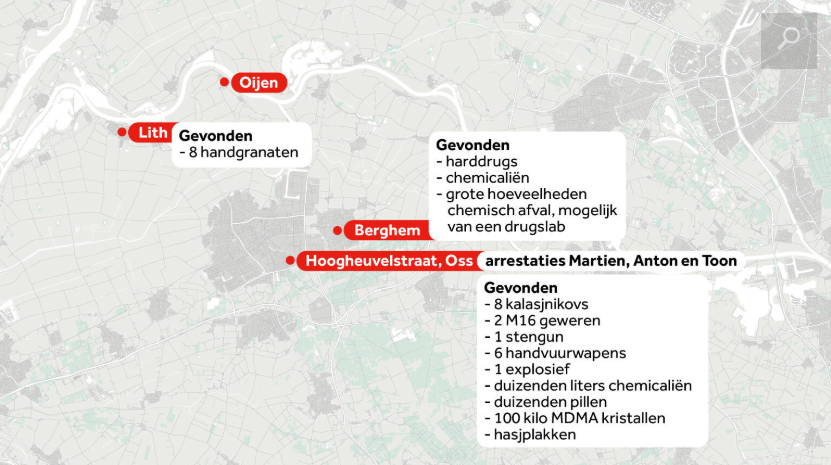 Oijen
Lith
Gevonden
- 8 handgranaten
Gevonden
- harddrugs
- chemicaliën
- grote hoeveelheden
chemisch afval, mogelijk
van een drugslab
Berghem
Hoogheuvelstraat, Oss
arrestaties Martien, Anton en Toon
Gevonden
- 8 kalasjnikovs
- 2 M16 geweren
- 1 stengun
- 6 handvuurwapens
- 1 explosief
- duizenden liters chemicaliën
- duizenden pillen
- 100 kilo MDMA kristallen
- hasjplakken